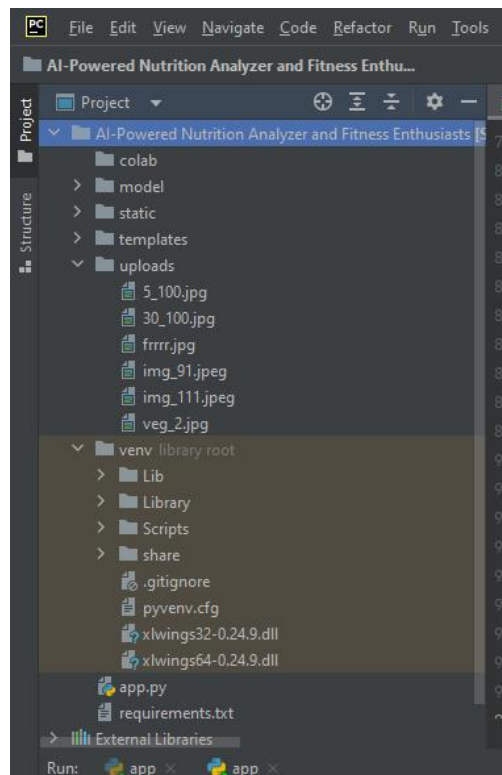 PC File Edit View Navigate Code Refactor Run Tools
AI-Powered Nutrition Analyzer and Fitness Enthu...
Project
Project
AI-Powered Nutrition Analyzer and Fitness Enthusiasts [S
colab
model
static
Structure
templates
uploads
5_100.jpg
30_100.jpg
frrrr.jpg
img_91.jpeg
img_111.jpeg
veg_2.jpg
venv library root
Lib
Library
Scripts
share
.gitignore
pyvenv.cfg
xlwings32-0.24.9.dll
xlwings64-0.24.9.dll
app.py
requirements.txt
External Libraries
Run: app × app ×